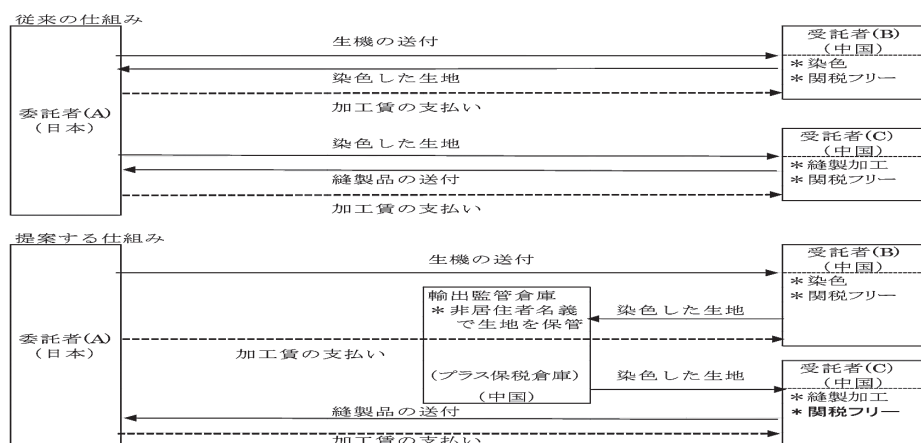 従来の仕組み
委託者(A)
(日本)
生機の送付
染色した生地
加工賃の支払い
受託者(B)
(中国)
*染色
*関税フリー
染色した生地
縫製品の送付
加工賃の支払い
受託者(C)
(中国)
*縫製加工
*関税フリー
提案する仕組み
委託者(A)
(日本)
生機の送付
受託者(B)
(中国)
*染色
*関税フリー
輸出監管倉庫
*非居住者名義
で生地を保管
(プラス保税倉庫)
(中国)
染色した生地
加工賃の支払い
染色した生地
受託者(C)
(中国)
*縫製加工
*関税フリー
縫製品の送付
加工賃の支払い